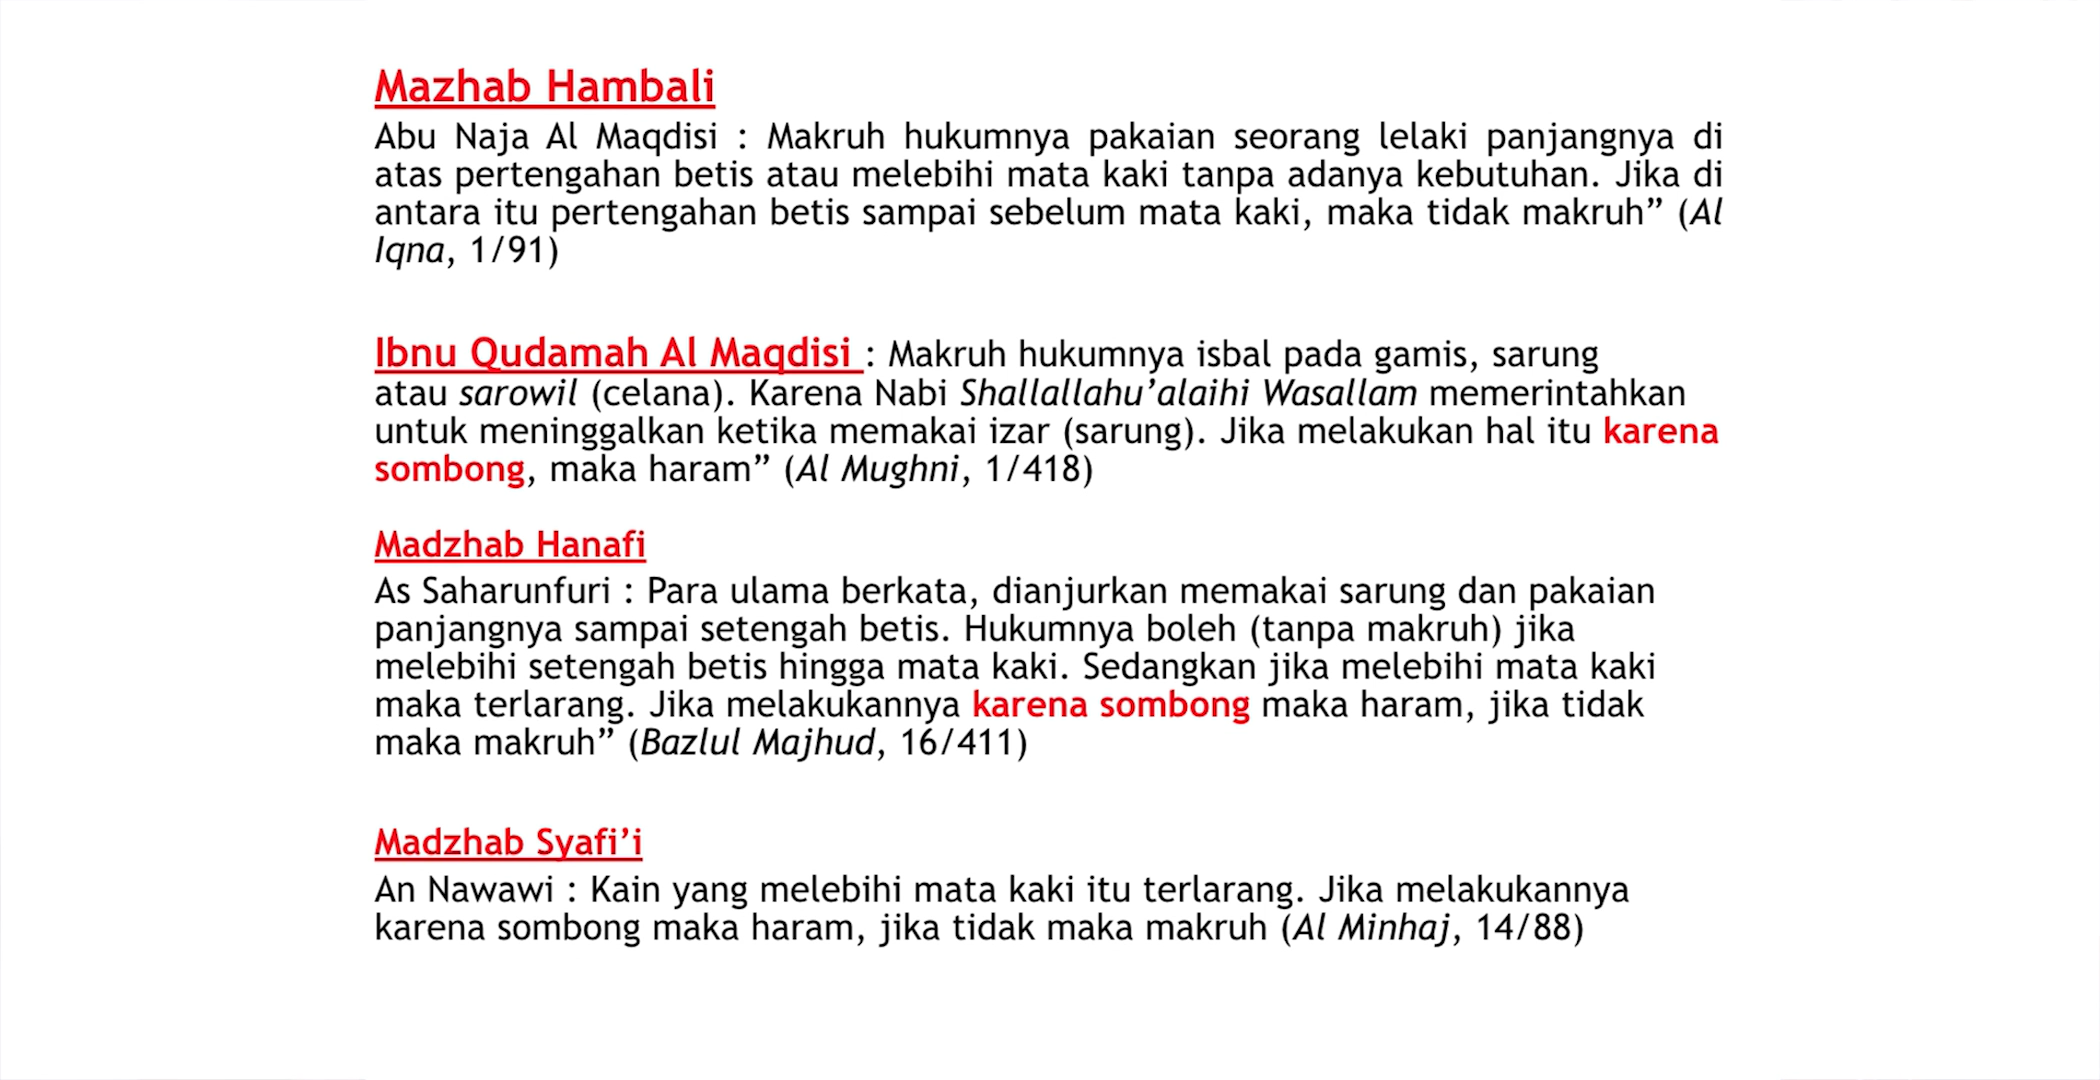 Mazhab Hambali
Abu Naja Al Maqdisi : Makruh hukumnya pakaian seorang lelaki panjangnya di
atas pertengahan betis atau melebihi mata kaki tanpa adanya kebutuhan. Jika di
antara itu pertengahan betis sampai sebelum mata kaki, maka tidak makruh” (Al
Iqna, 1/91)
Ibnu Qudamah Al Maqdisi : Makruh hukumnya isbal pada gamis, sarung
atau sarowil (celana). Karena Nabi Shallallahu’alaihi Wasallam memerintahkan
untuk meninggalkan ketika memakai izar (sarung). Jika melakukan hal itu karena
sombong, maka haram” (Al Mughni, 1/418)
Madzhab Hanafi
As Saharunfuri : Para ulama berkata, dianjurkan memakai sarung dan pakaian
panjangnya sampai setengah betis. Hukumnya boleh (tanpa makruh) jika
melebihi setengah betis hingga mata kaki. Sedangkan jika melebihi mata kaki
maka terlarang. Jika melakukannya karena sombong maka haram, jika tidak
maka makruh” (Bazlul Majhud, 16/411)
Madzhab Syafi’i
An Nawawi : Kain yang melebihi mata kaki itu terlarang. Jika melakukannya
karena sombong maka haram, jika tidak maka makruh (Al Minhaj, 14/88)